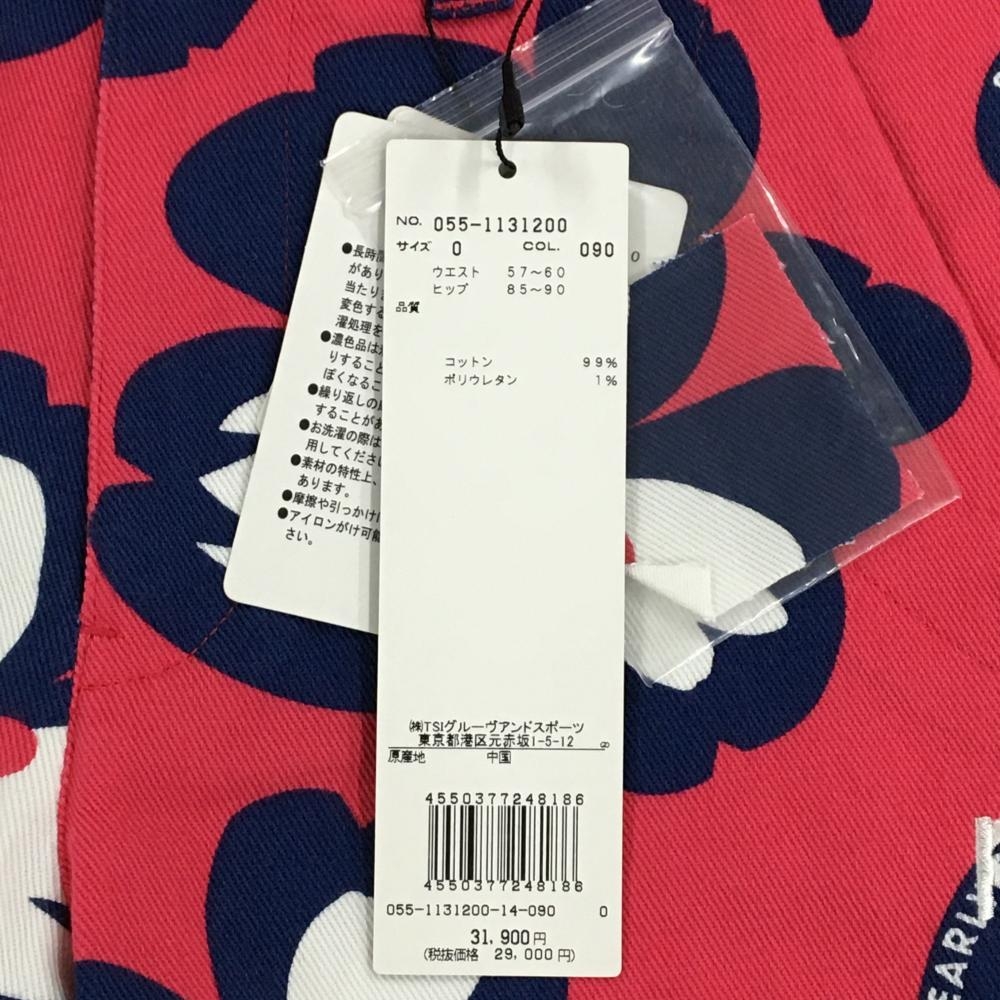 NO. 055-1131200
サイズ 0 COL. 090
ウエスト 57〜60
ヒップ 85〜90
品質
コットン 99%
ポリウレタン 1%
㈱TSIグルーヴアンドスポーツ
東京都港区元赤坂1-5-12
原産地 中国
4550377248186
4550377248186
055-1131200-14-090 0
31,900円
(税抜価格 29,000円)
●長時間
があり
当たり
変色する
濯処理を
●濃色品は
りすること
ぽくなるこ
●繰り返しの
することが
●お洗濯の際は
用してくださ
●素材の特性上、
あります。
●摩擦や引っかけ
●アイロンがけ可能
さい。
o
EARL